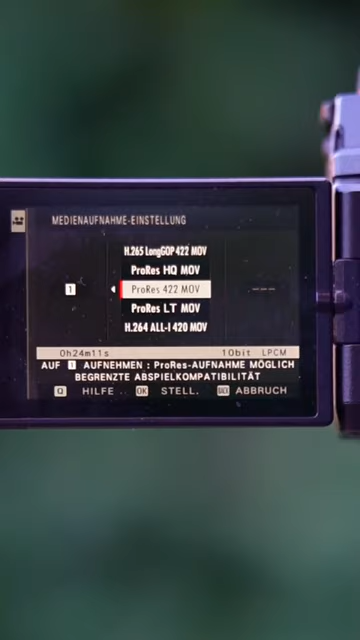 MEDIENAUFNAHME-EINSTELLUNG
H.265 LongGOP 422 MOV
ProRes HQ MOV
1 ProRes 422 MOV ---
ProRes LT MOV
H.264 ALL-I 420 MOV
0h24m11s 10bit LPCM
AUF 1 AUFNEHMEN : ProRes-AUFNAHME MÖGLICH
BEGRENZTE ABSPIELKOMPATIBILITÄT
Q HILFE OK STELL. ABBRUCH